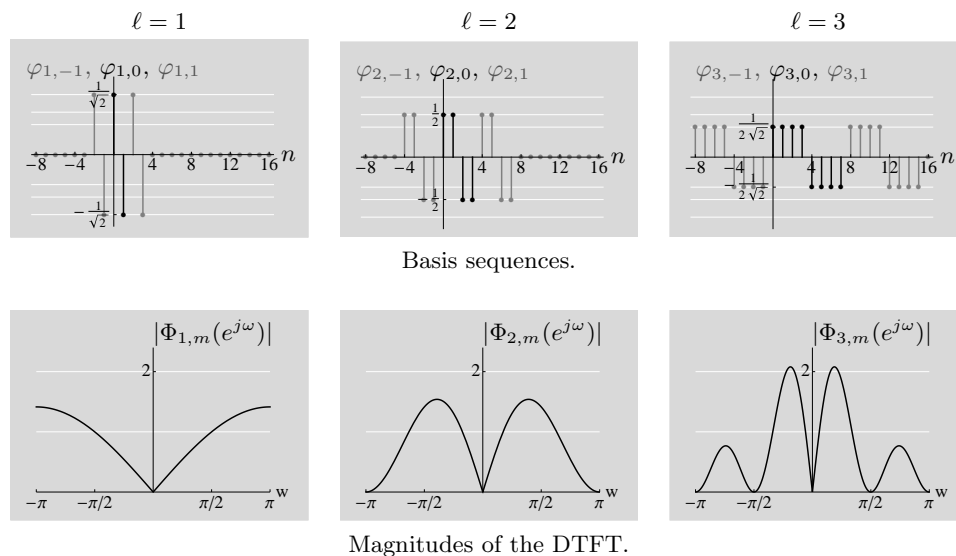 ℓ = 1
ℓ = 2
ℓ = 3
φ1,−1, φ1,0, φ1,1
1/√2
−8 −4 4 8 12 16 n
−1/√2
φ2,−1, φ2,0, φ2,1
1/2
−8 −4 4 8 12 16 n
−1/2
φ3,−1, φ3,0, φ3,1
1/2√2
−8 −4 4 8 12 16 n
−1/2√2
Basis sequences.
|Φ1,m(e^jω)|
2
−π −π/2 π/2 π w
|Φ2,m(e^jω)|
2
−π −π/2 π/2 π w
|Φ3,m(e^jω)|
2
−π −π/2 π/2 π w
Magnitudes of the DTFT.